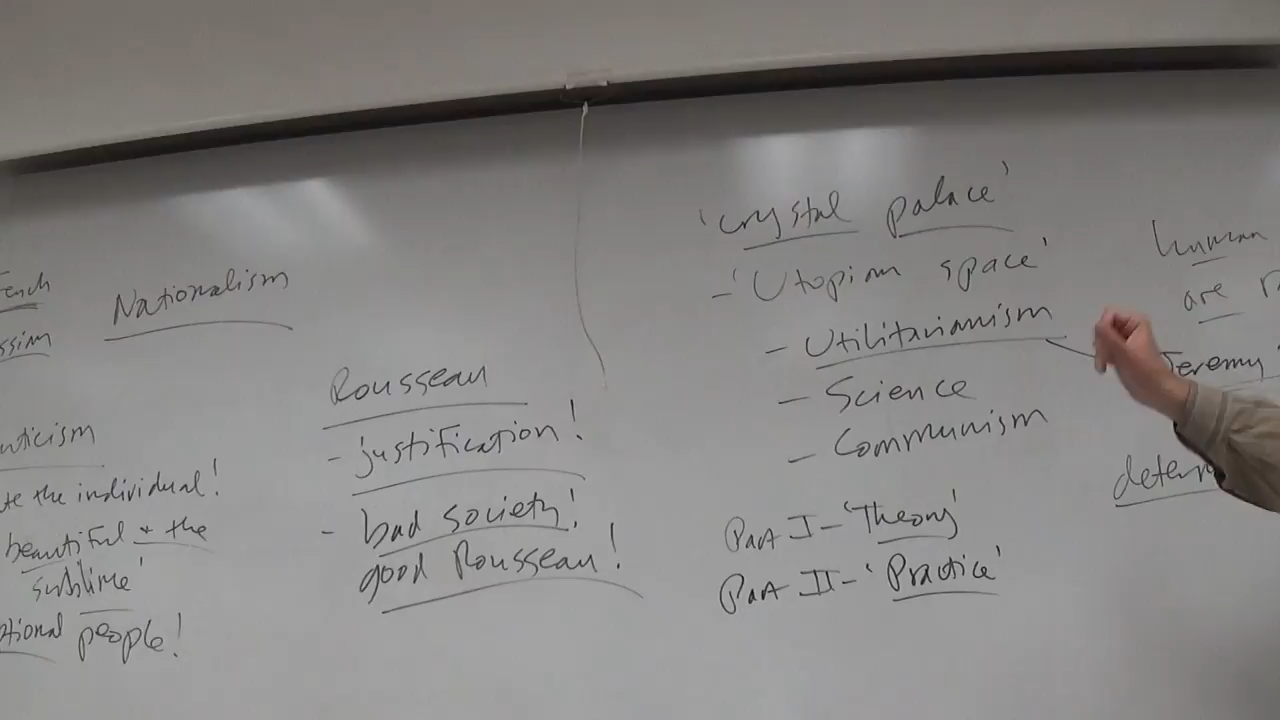 Nationalism
the individual!
beautiful & the
sublime'
people!
Rousseau
- justification!
- bad society!
good Rousseau!
'crystal palace'
- 'Utopian space'
- Utilitarianism
- Science
- Communism
Part I - 'Theory'
Part II - 'Practice'
human
are
Jeremy